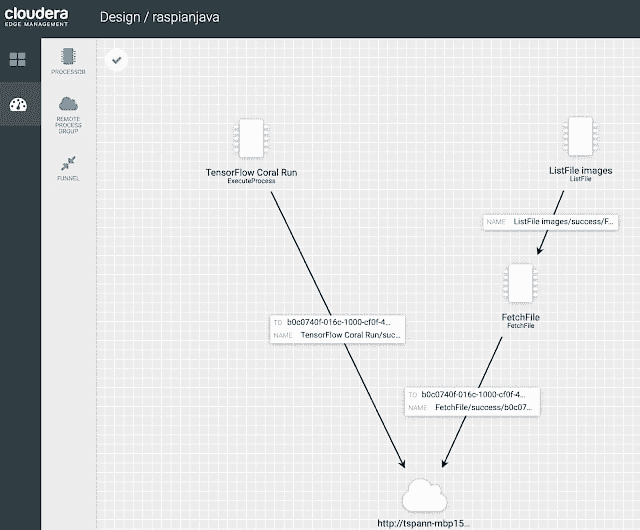 cloudera
EDGE MANAGEMENT
Design / raspianjava
PROCESSOR
REMOTE
PROCESS
GROUP
FUNNEL
TensorFlow Coral Run
ExecuteProcess
ListFile images
ListFile
NAME ListFile images/success/F...
FetchFile
FetchFile
TO b0c0740f-016c-1000-cf0f-4...
NAME TensorFlow Coral Run/suc...
TO b0c0740f-016c-1000-cf0f-4...
NAME FetchFile/success/b0c07...
http://tspann-mbp15...